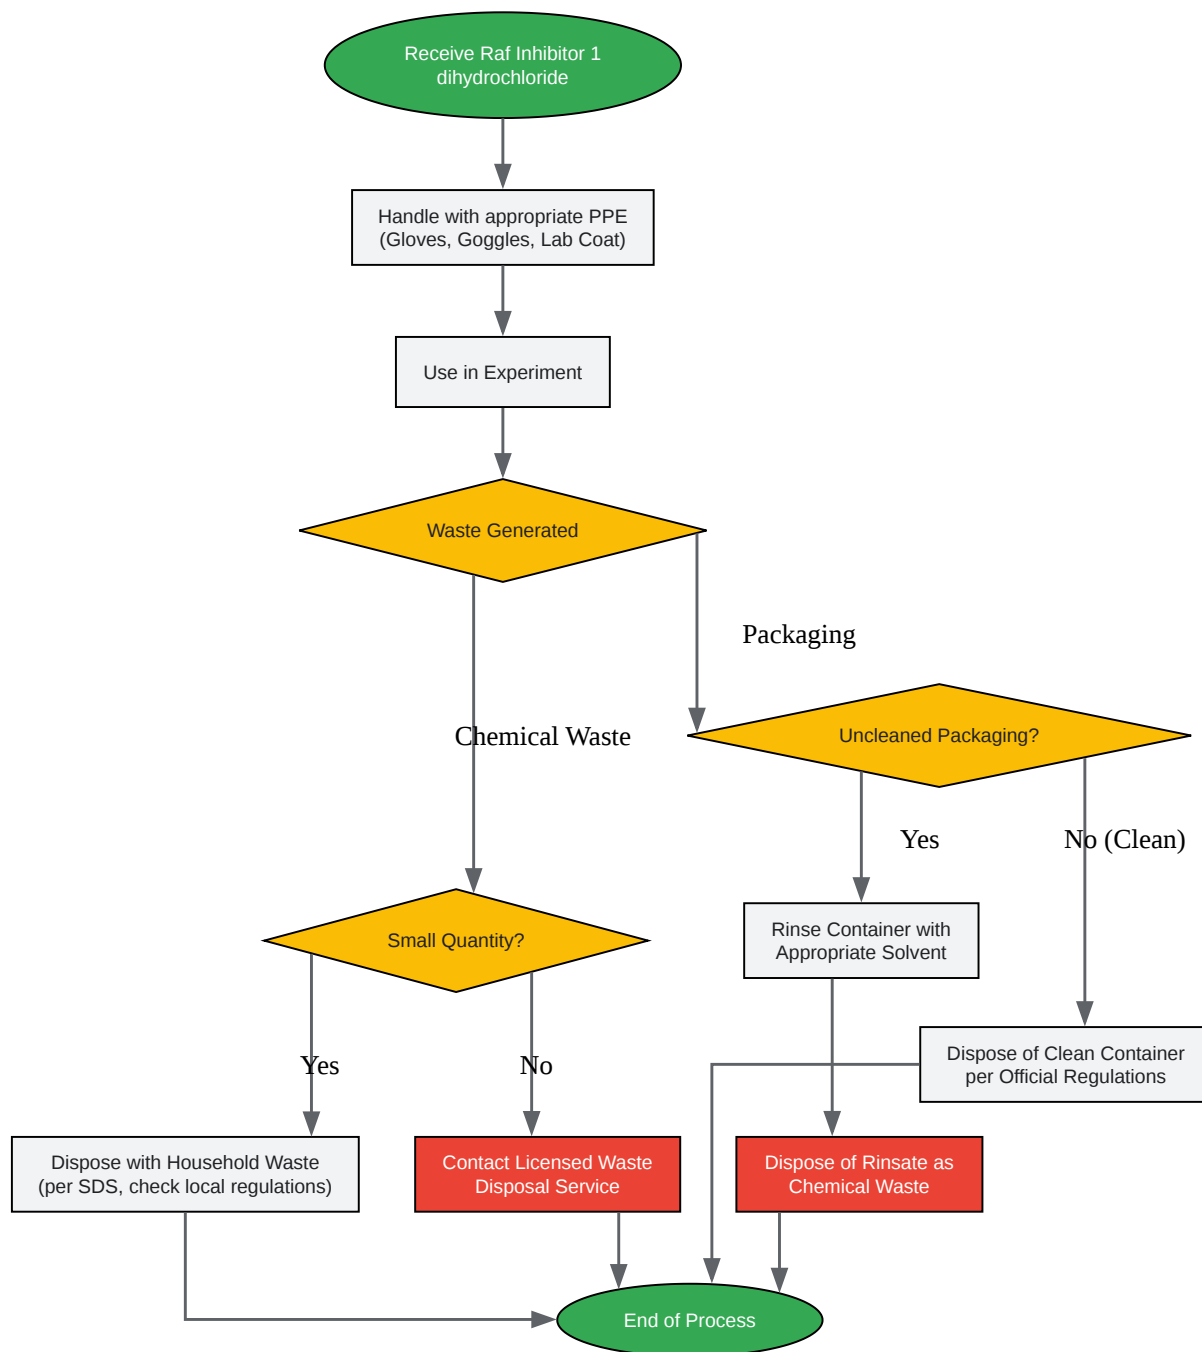 Receive Raf Inhibitor 1
dihydrochloride
Handle with appropriate PPE
(Gloves, Goggles, Lab Coat)
Use in Experiment
Waste Generated
Packaging
Chemical Waste
Uncleaned Packaging?
Yes
No (Clean)
Small Quantity?
Rinse Container with
Appropriate Solvent
Yes
No
Dispose of Clean Container
per Official Regulations
Dispose with Household Waste
(per SDS, check local regulations)
Contact Licensed Waste
Disposal Service
Dispose of Rinsate as
Chemical Waste
End of Process